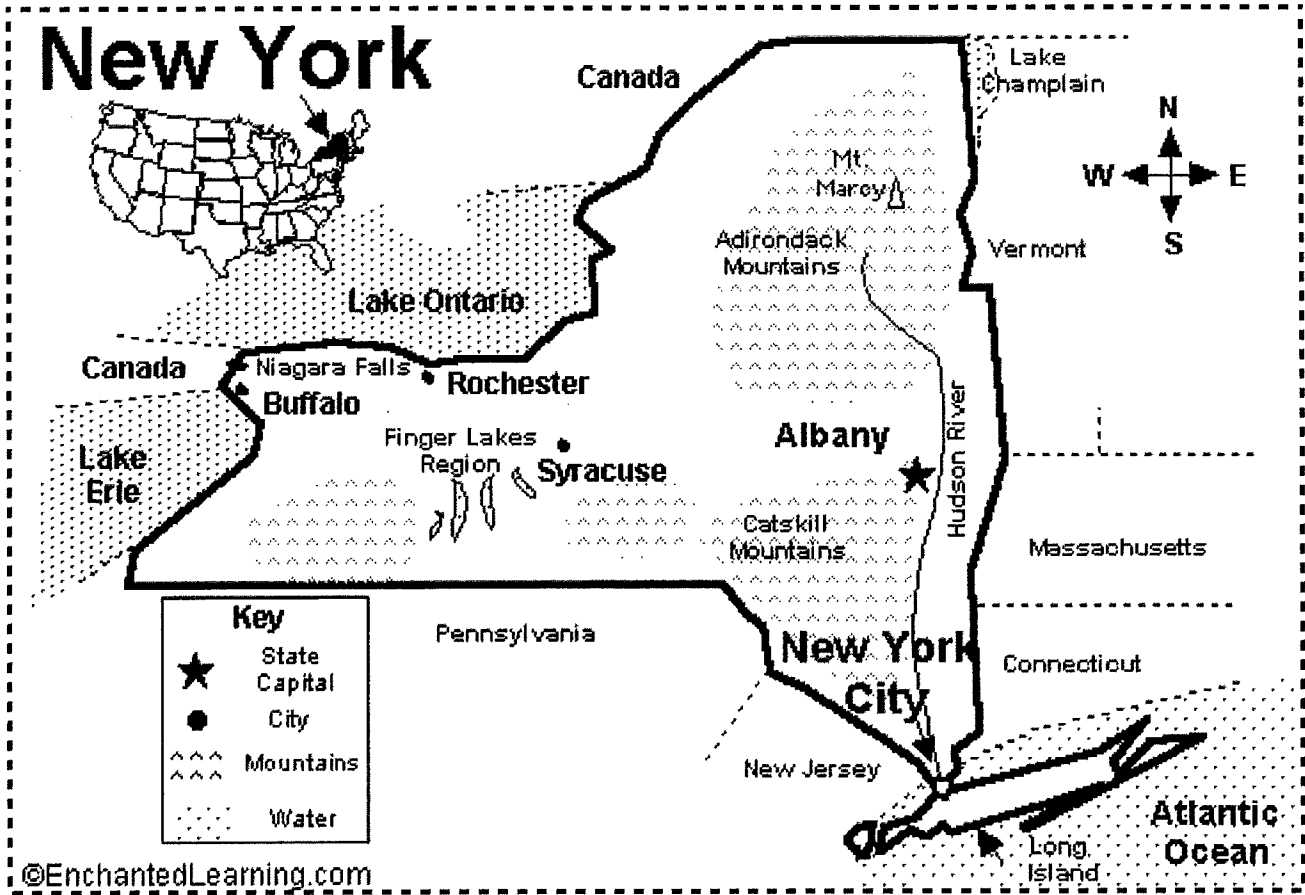 New York
Canada
Lake
Champlain
N
W
E
S
Mt.
Marcy
Adirondack
Mountains
Vermont
Lake Ontario
Canada
Niagara Falls
Rochester
Buffalo
Finger Lakes
Region
Syracuse
Lake
Erie
Albany
Hudson River
Catskill
Mountains
Massachusetts
Key
State
Capital
City
Mountains
Water
Pennsylvania
New York
City
Connecticut
New Jersey
Atlantic
Ocean
Long
Island
©EnchantedLearning.com